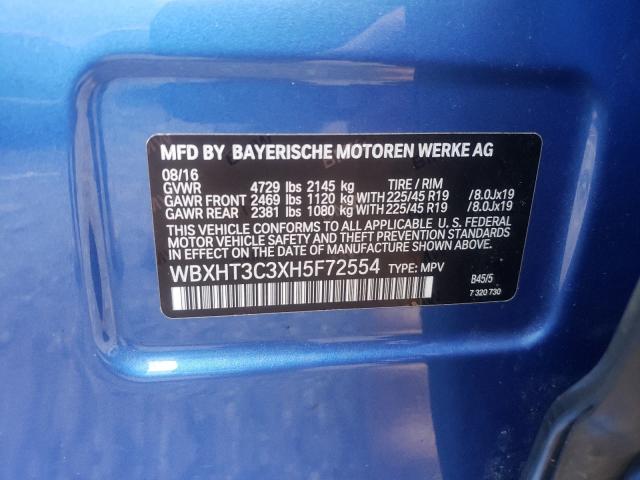 MFD BY BAYERISCHE MOTOREN WERKE AG
08/16
GVWR 4729 lbs 2145 kg TIRE / RIM
GAWR FRONT 2469 lbs 1120 kg WITH 225/45 R19 /8.0Jx19
GAWR REAR 2381 lbs 1080 kg WITH 225/45 R19 /8.0Jx19
THIS VEHICLE CONFORMS TO ALL APPLICABLE U. S. FEDERAL
MOTOR VEHICLE SAFETY, BUMPER, AND THEFT PREVENTION STANDARDS
IN EFFECT ON THE DATE OF MANUFACTURE SHOWN ABOVE.
WBXHT3C3XH5F72554 TYPE: MPV
B45/5
7 320 730